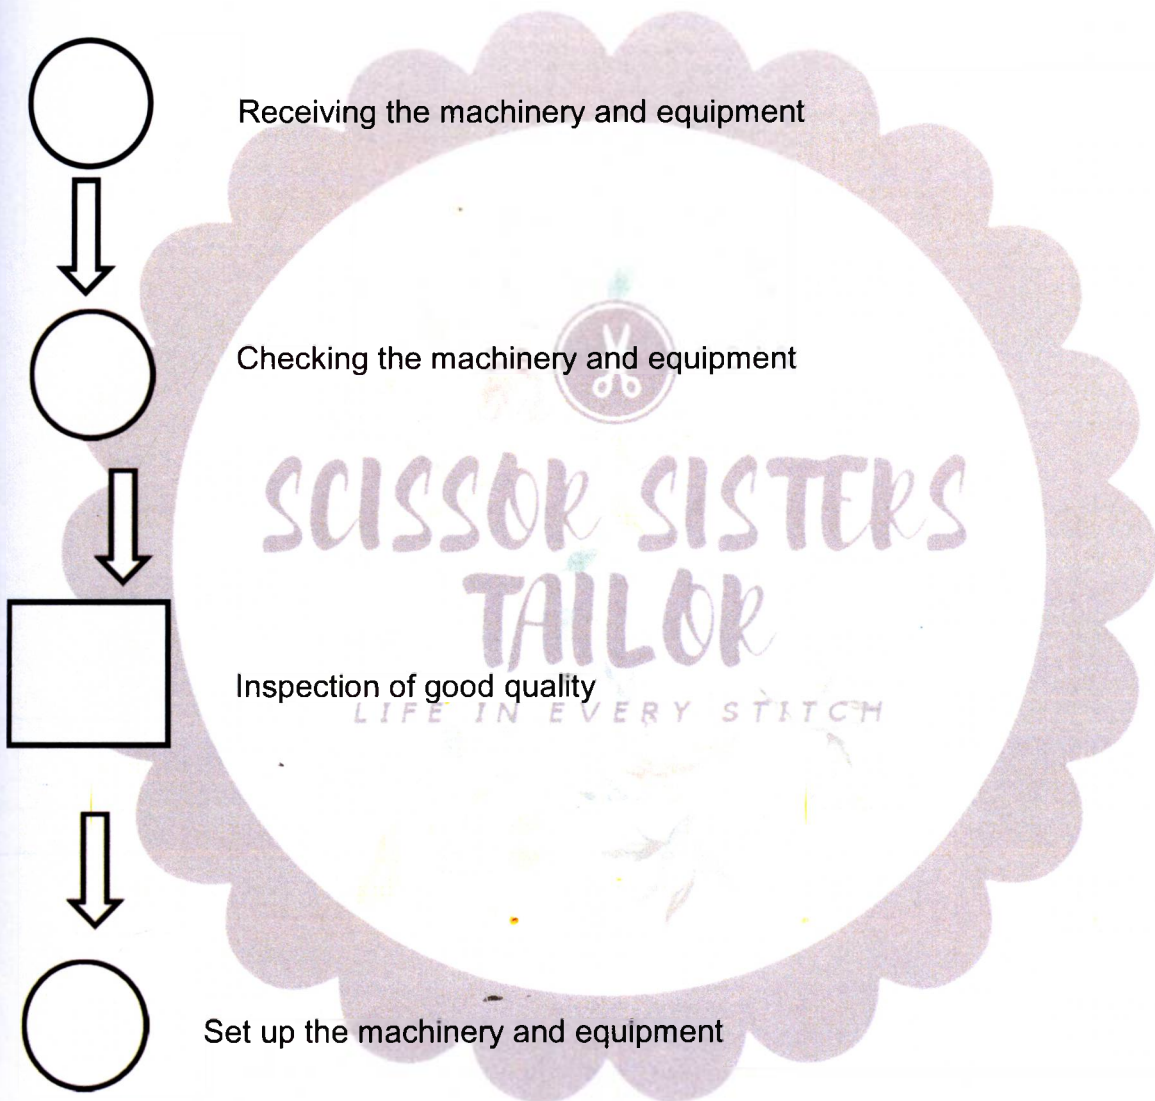 Receiving the machinery and equipment
Checking the machinery and equipment
SCISSOR SISTERS
TAILOR
Inspection of good quality
LIFE IN EVERY STITCH
Set up the machinery and equipment